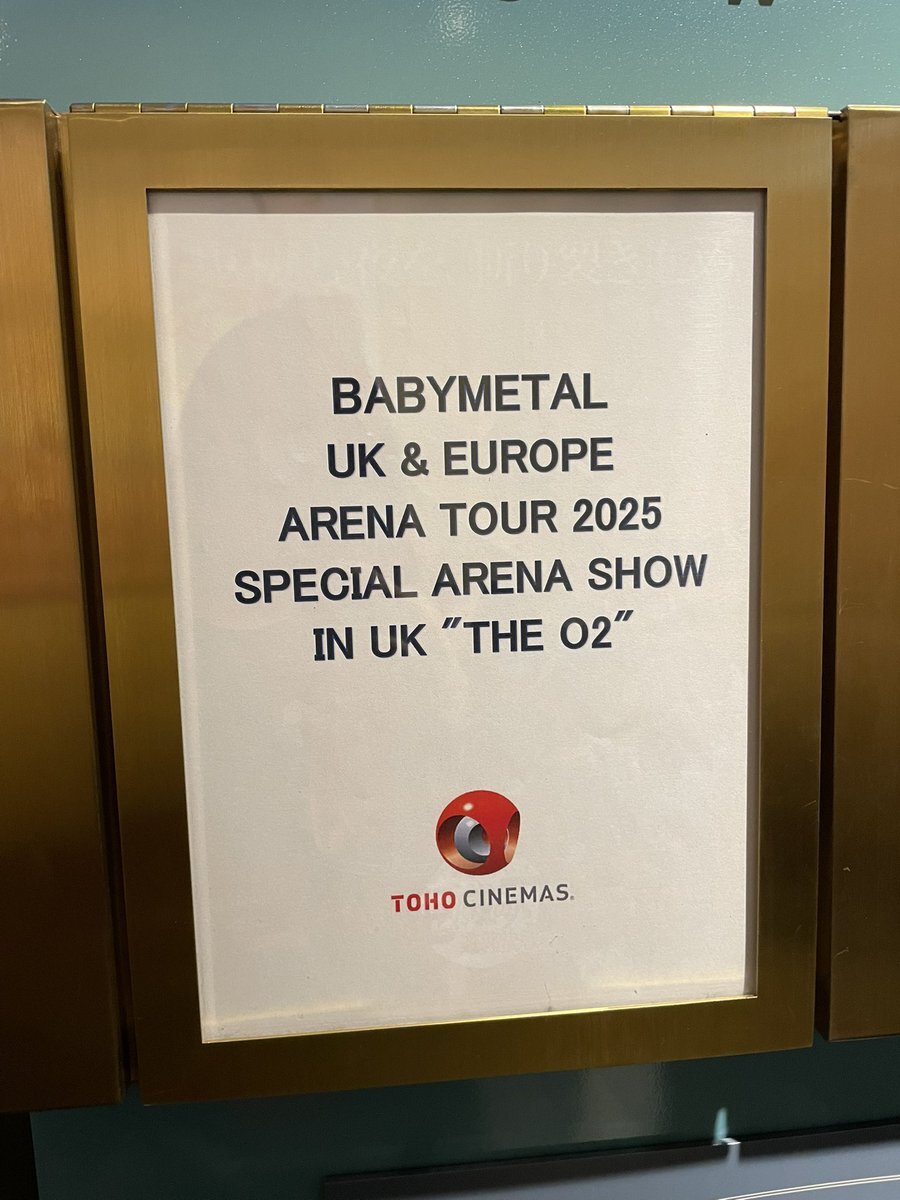 BABYMETAL
UK & EUROPE
ARENA TOUR 2025
SPECIAL ARENA SHOW
IN UK "THE O2"
TOHO CINEMAS®